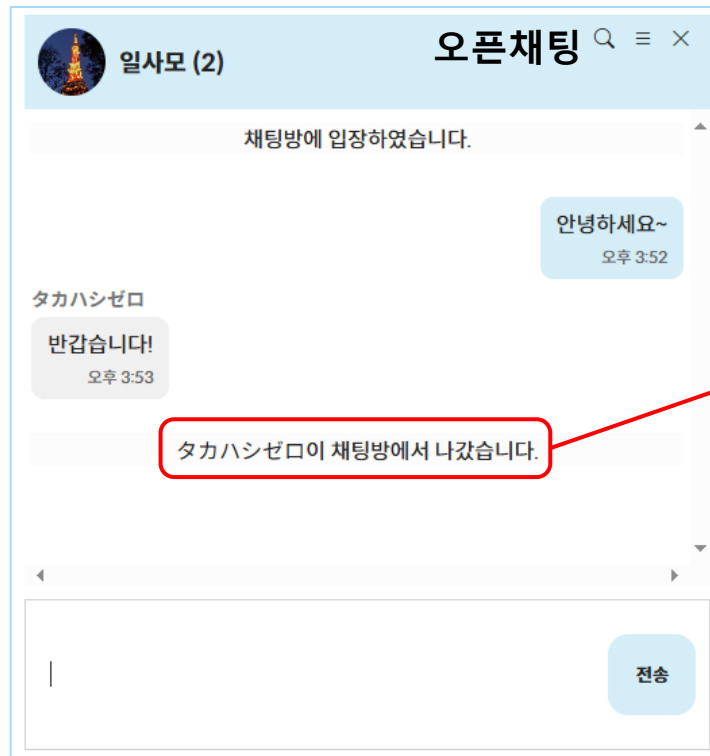 일사모 (2)
오픈채팅
채팅방에 입장하였습니다.
안녕하세요~
오후 3:52
タカハシゼロ
반갑습니다!
오후 3:53
タカハシゼロ이 채팅방에서 나갔습니다.
전송